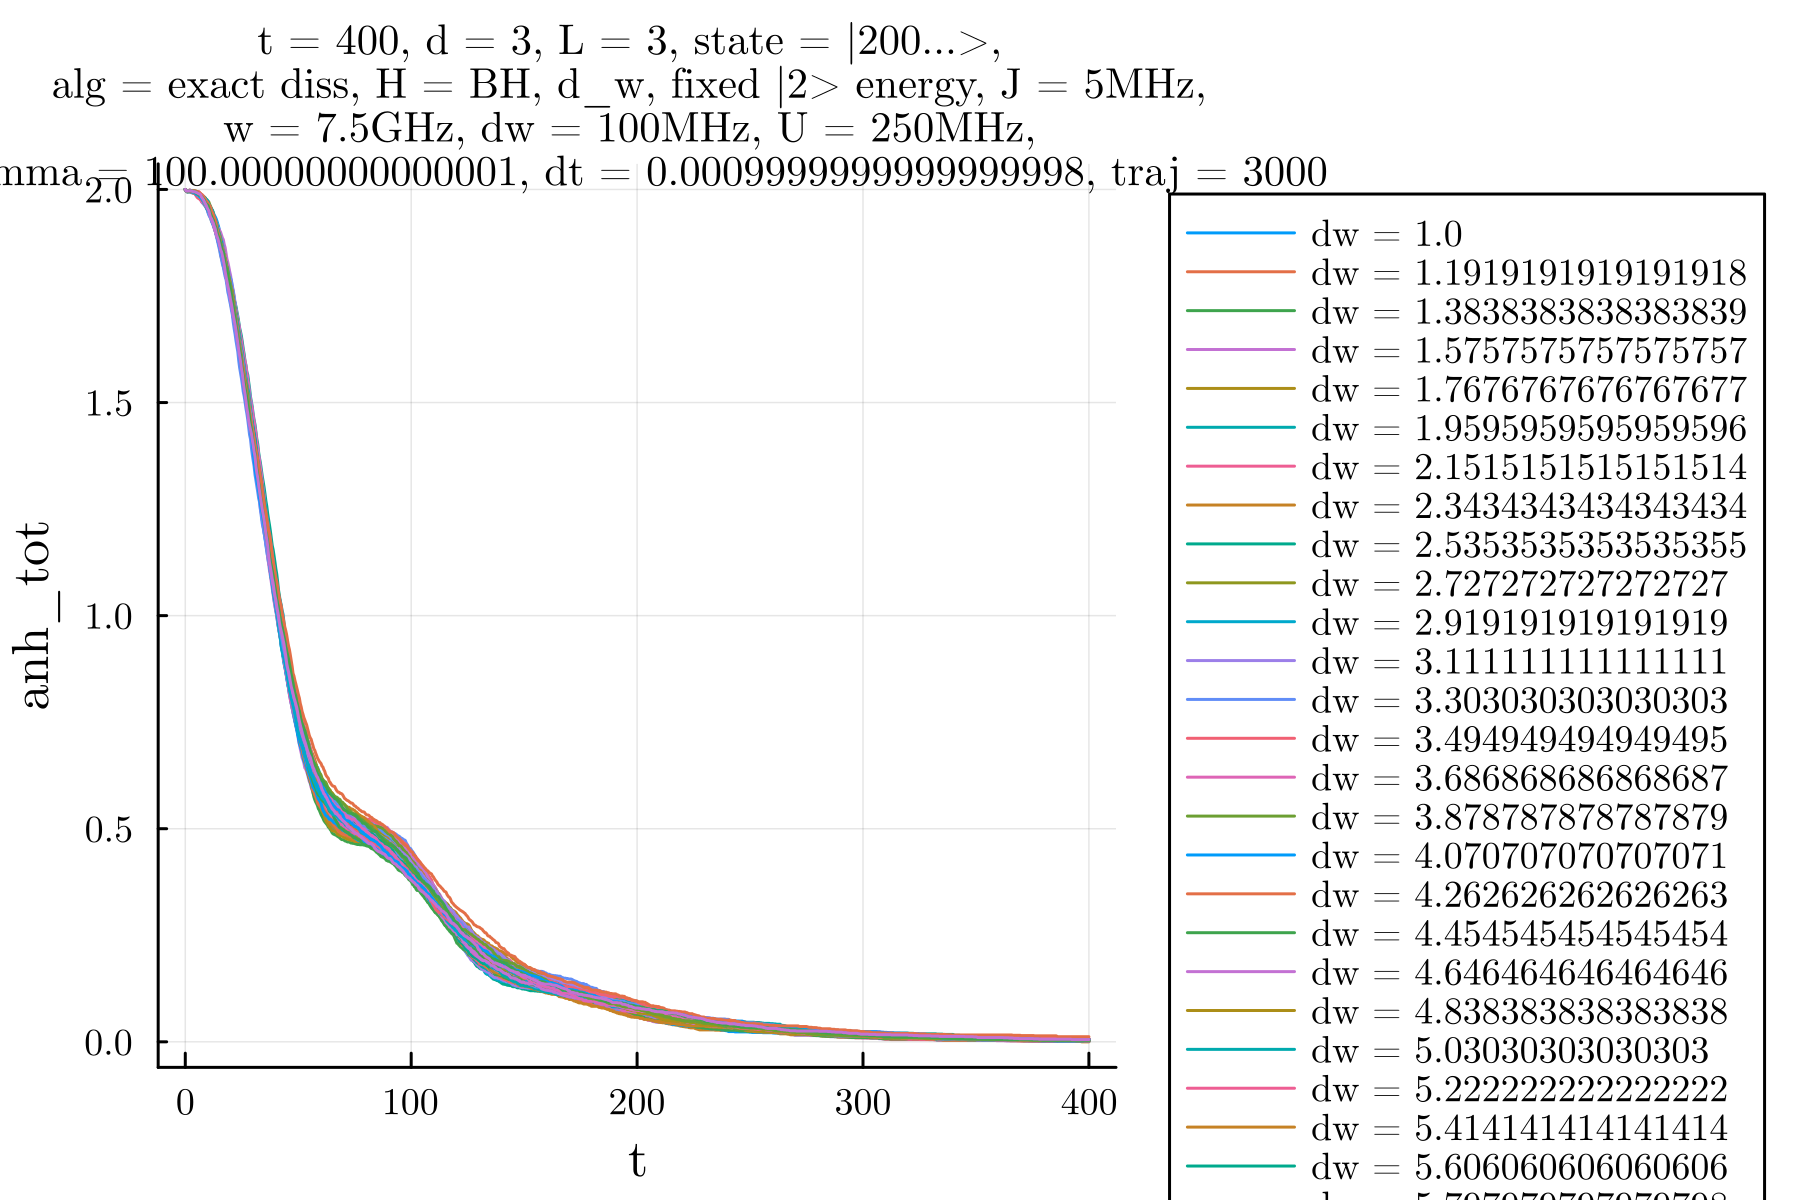 t = 400, d = 3, L = 3, state = |200...>,
alg = exact diss, H = BH, d_w, fixed |2> energy, J = 5MHz,
w = 7.5GHz, dw = 100MHz, U = 250MHz,
mma = 100.00000000000001, dt = 0.0009999999999999998, traj = 3000
2.0
1.5
1.0
0.5
0.0
anh_tot
0 100 200 300 400
t
dw = 1.0
dw = 1.1919191919191918
dw = 1.3838383838383839
dw = 1.5757575757575757
dw = 1.7676767676767677
dw = 1.9595959595959596
dw = 2.1515151515151514
dw = 2.3434343434343434
dw = 2.5353535353535355
dw = 2.727272727272727
dw = 2.919191919191919
dw = 3.111111111111111
dw = 3.303030303030303
dw = 3.494949494949495
dw = 3.686868686868687
dw = 3.878787878787879
dw = 4.070707070707071
dw = 4.262626262626263
dw = 4.454545454545454
dw = 4.646464646464646
dw = 4.838383838383838
dw = 5.03030303030303
dw = 5.222222222222222
dw = 5.414141414141414
dw = 5.606060606060606